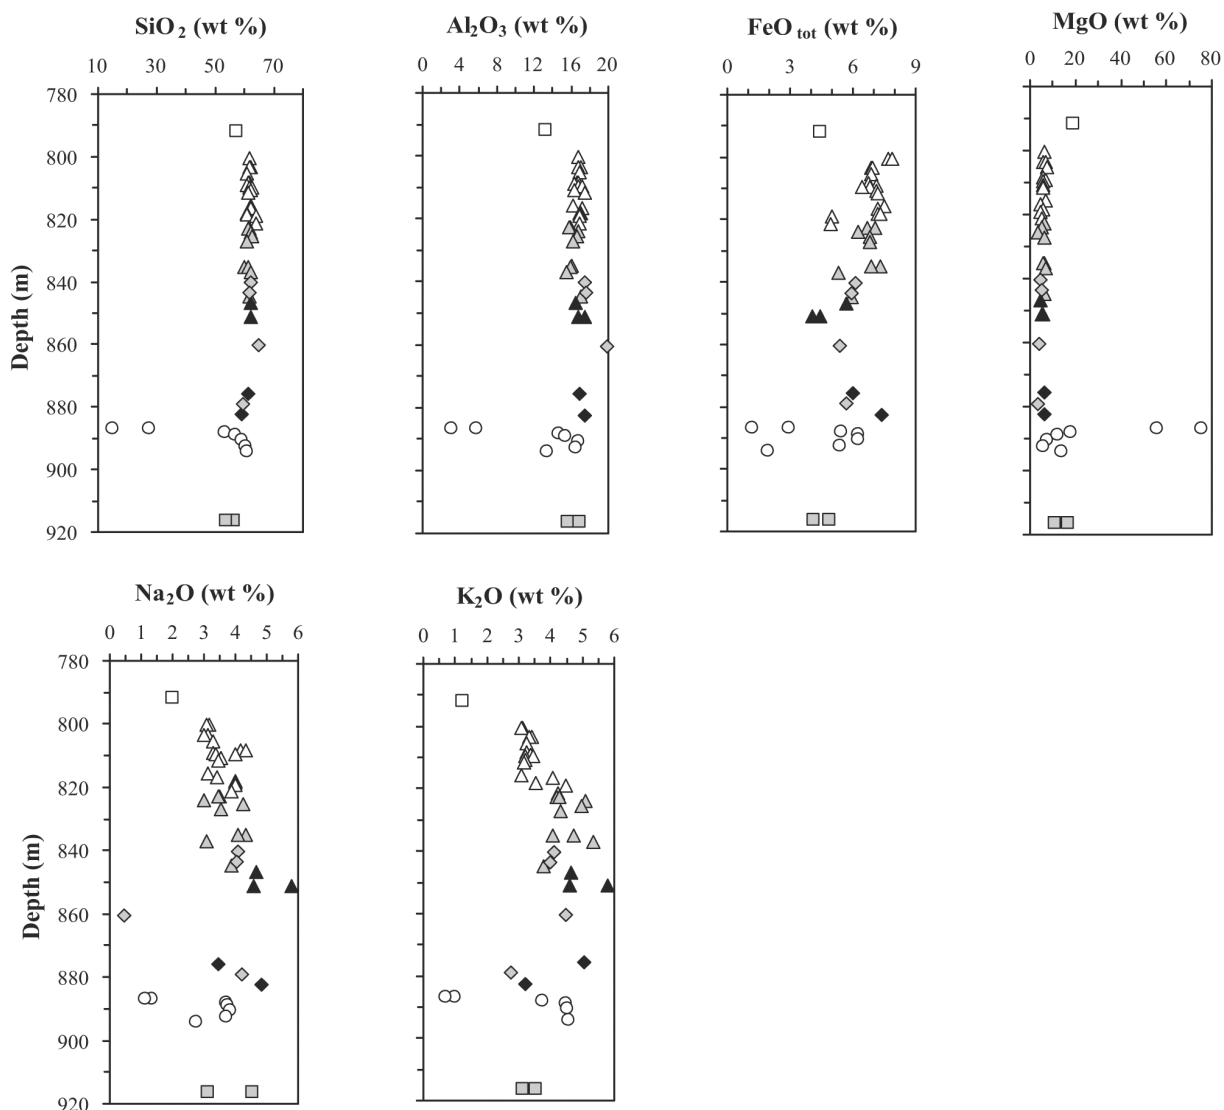 SiO2 (wt %)
Al2O3 (wt %)
FeO tot (wt %)
MgO (wt %)
10 30 50 70
0 4 8 12 16 20
0 3 6 9
0 20 40 60 80
780
800
820
840
860
880
900
920
Depth (m)
Na2O (wt %)
K2O (wt %)
0 1 2 3 4 5 6
0 1 2 3 4 5 6
780
800
820
840
860
880
900
920
Depth (m)